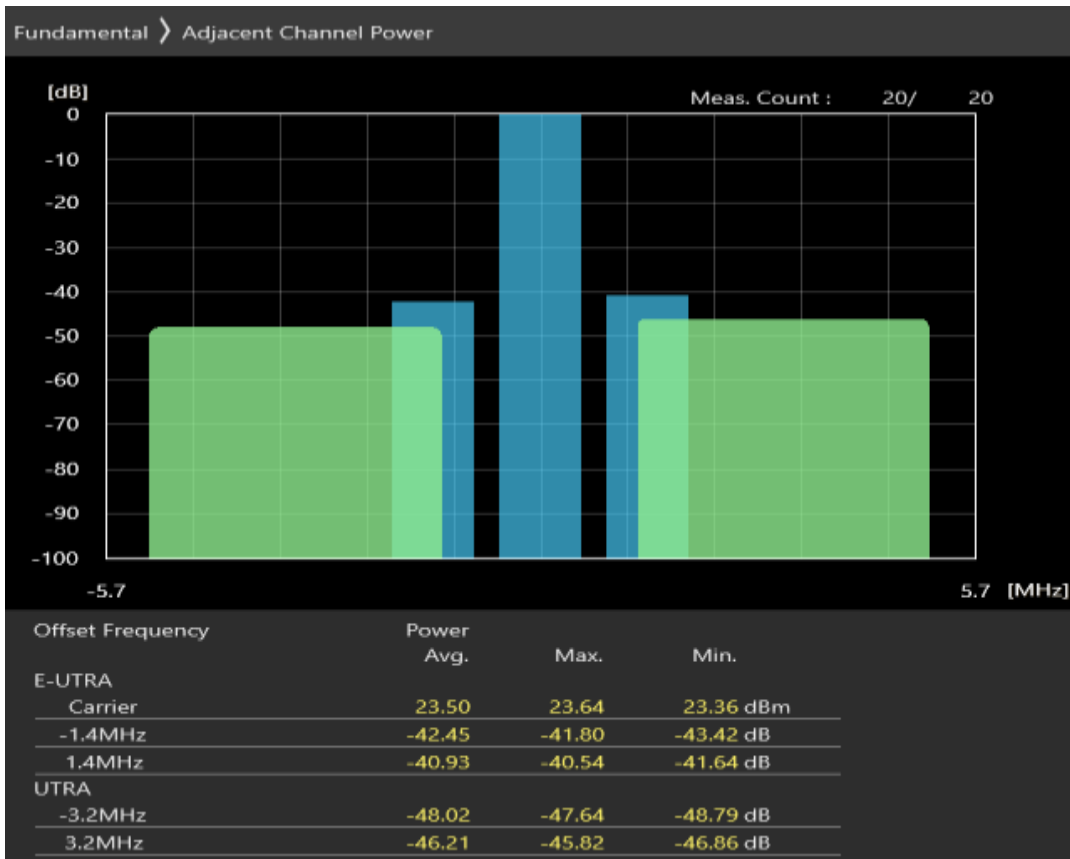 Fundamental 〉 Adjacent Channel Power
[dB]
Meas. Count : 20/ 20
0
-10
-20
-30
-40
-50
-60
-70
-80
-90
-100
-5.7 5.7 [MHz]
Offset Frequency Power
Avg. Max. Min.
E-UTRA
Carrier 23.50 23.64 23.36 dBm
-1.4MHz -42.45 -41.80 -43.42 dB
1.4MHz -40.93 -40.54 -41.64 dB
UTRA
-3.2MHz -48.02 -47.64 -48.79 dB
3.2MHz -46.21 -45.82 -46.86 dB